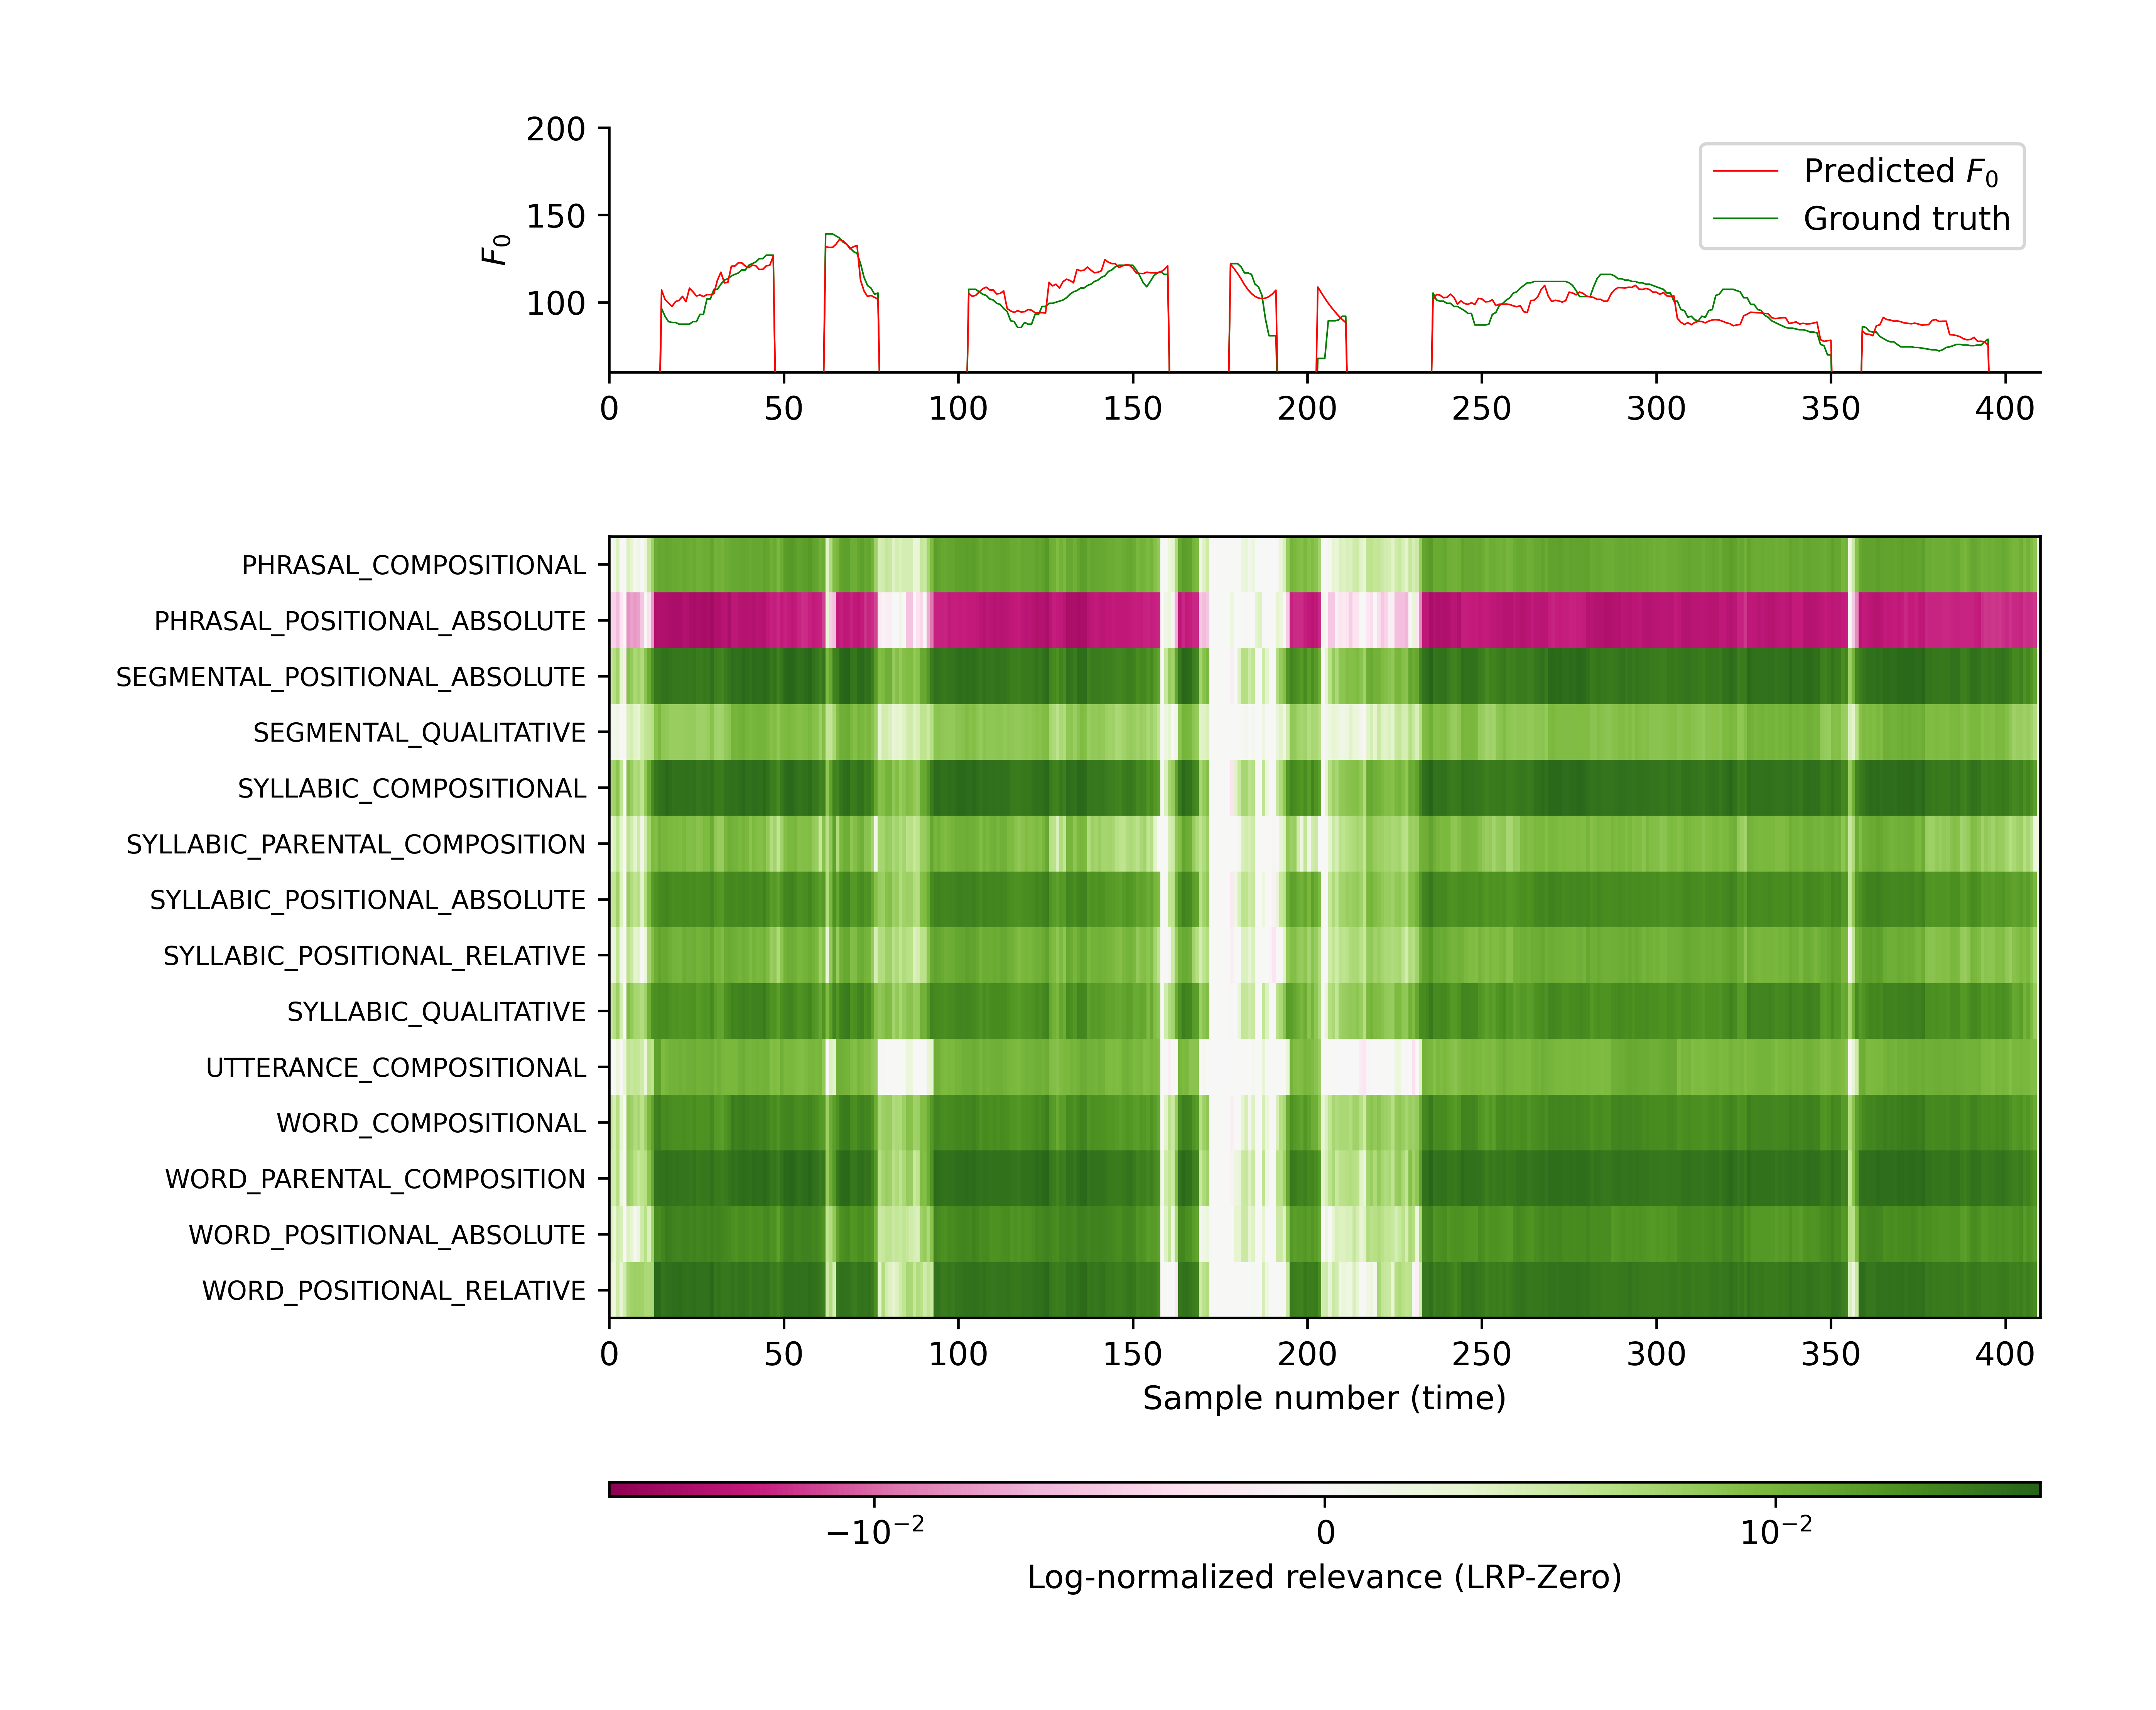 200
150
100
F₀
Predicted F₀
Ground truth
0 50 100 150 200 250 300 350 400
PHRASAL_COMPOSITIONAL
PHRASAL_POSITIONAL_ABSOLUTE
SEGMENTAL_POSITIONAL_ABSOLUTE
SEGMENTAL_QUALITATIVE
SYLLABIC_COMPOSITIONAL
SYLLABIC_PARENTAL_COMPOSITION
SYLLABIC_POSITIONAL_ABSOLUTE
SYLLABIC_POSITIONAL_RELATIVE
SYLLABIC_QUALITATIVE
UTTERANCE_COMPOSITIONAL
WORD_COMPOSITIONAL
WORD_PARENTAL_COMPOSITION
WORD_POSITIONAL_ABSOLUTE
WORD_POSITIONAL_RELATIVE
0 50 100 150 200 250 300 350 400
Sample number (time)
−10⁻² 0 10⁻²
Log-normalized relevance (LRP-Zero)